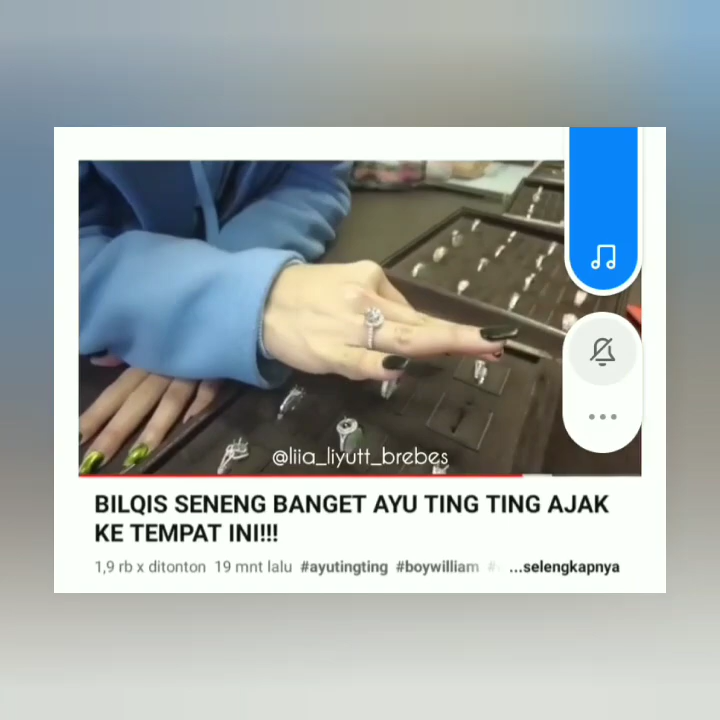 @liia_liyutt_brebes
BILQIS SENENG BANGET AYU TING TING AJAK
KE TEMPAT INI!!!
1,9 rb x ditonton 19 mnt lalu #ayutingting #boywilliam # ...selengkapnya